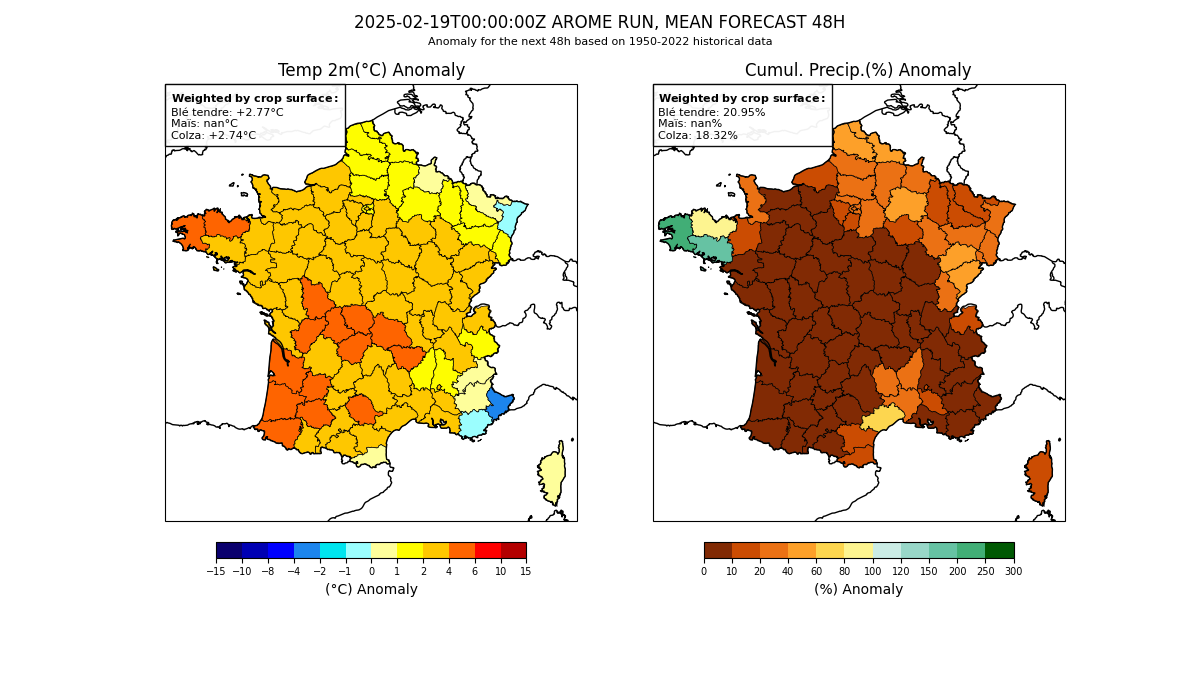 2025-02-19T00:00:00Z AROME RUN, MEAN FORECAST 48H
Anomaly for the next 48h based on 1950-2022 historical data
Temp 2m(°C) Anomaly
Weighted by crop surface:
Blé tendre: +2.77°C
Maïs: nan°C
Colza: +2.74°C
−15 −10 −8 −4 −2 −1 0 1 2 4 6 10 15
(°C) Anomaly
Cumul. Precip.(%) Anomaly
Weighted by crop surface:
Blé tendre: 20.95%
Maïs: nan%
Colza: 18.32%
0 10 20 40 60 80 100 120 150 200 250 300
(%) Anomaly